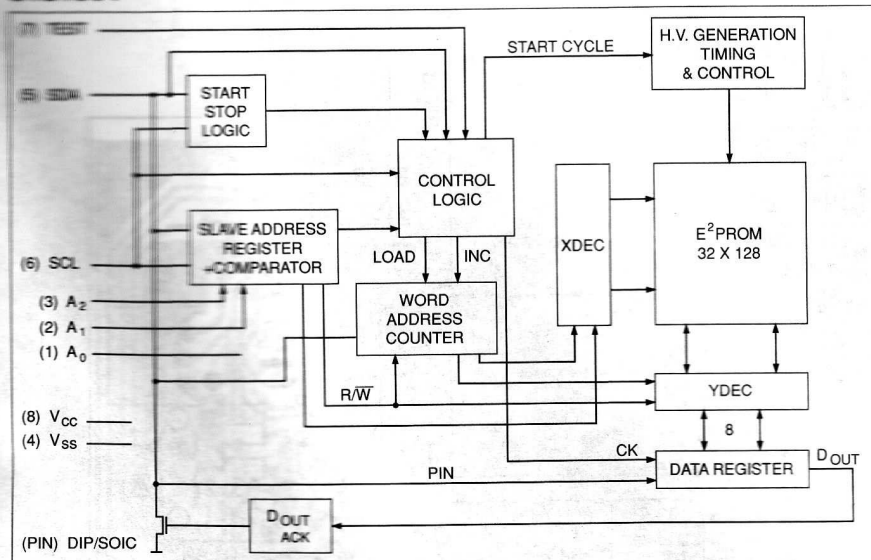 (7) TEST
START CYCLE
H.V. GENERATION
TIMING
& CONTROL
(5) SDA
START
STOP
LOGIC
CONTROL
LOGIC
XDEC
E²PROM
32 X 128
SLAVE ADDRESS
REGISTER
+COMPARATOR
LOAD
INC
(6) SCL
(3) A₂
(2) A₁
(1) A₀
WORD
ADDRESS
COUNTER
R/W̅
YDEC
(8) VCC
(4) VSS
8
CK
DATA REGISTER
DOUT
PIN
DOUT
ACK
(PIN) DIP/SOIC